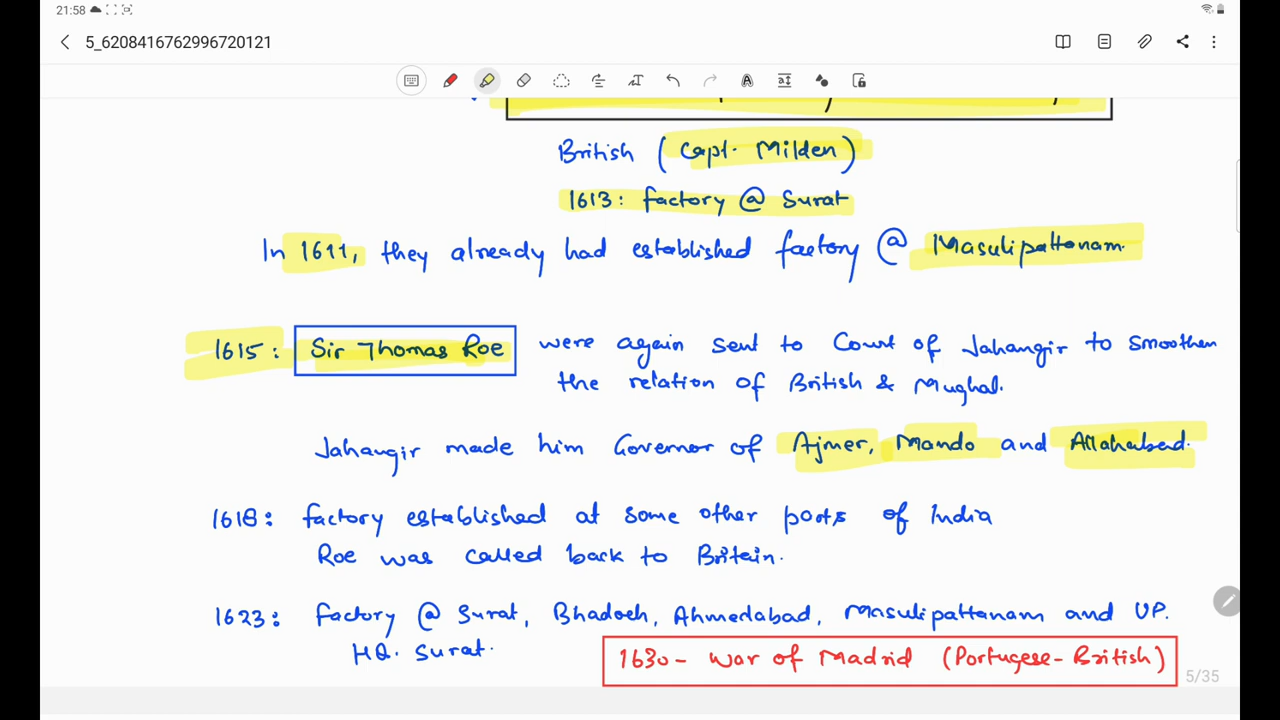 21:58
5_6208416762996720121
British (Capt. Milden)
1613: factory @ Surat
In 1611, they already had established factory @ Masulipattanam.
1615: Sir Thomas Roe were again sent to Court of Jahangir to smoothen
the relation of British & Mughal.
Jahangir made him Governor of Ajmer, Mando and Allahabad.
1618: factory established at some other ports of India
Roe was called back to Britain.
1623: factory @ Surat, Bhadoch, Ahmedabad, Masulipattanam and UP.
HQ. Surat.
1630- War of Madrid (Portugese-British)
5/35